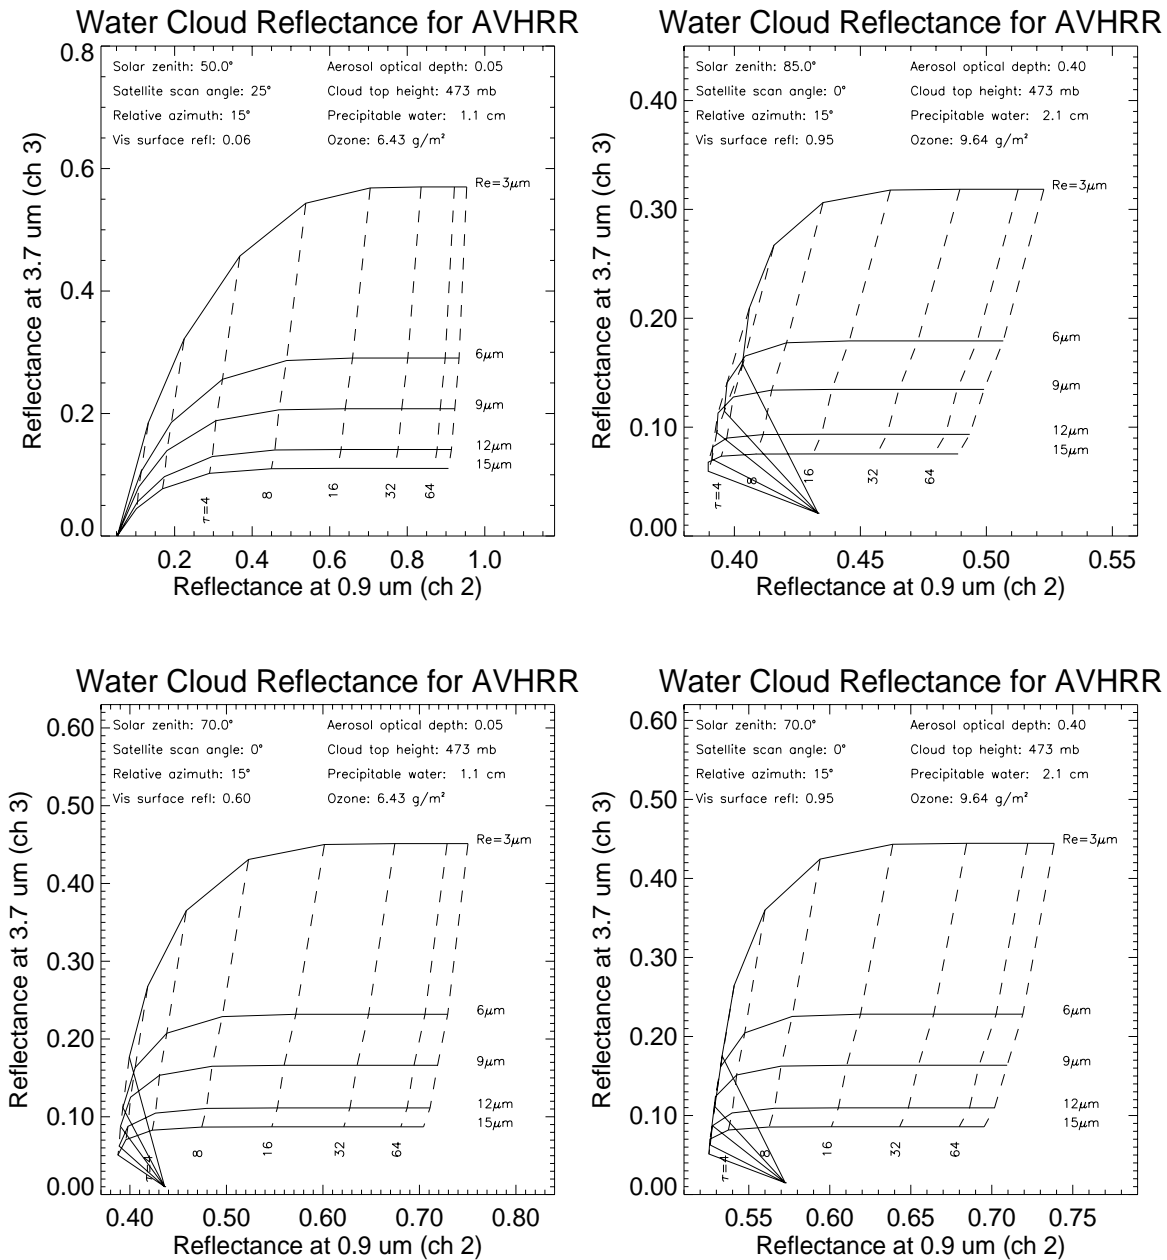 Water Cloud Reflectance for AVHRR
Solar zenith: 50.0°
Aerosol optical depth: 0.05
Satellite scan angle: 25°
Cloud top height: 473 mb
Relative azimuth: 15°
Precipitable water: 1.1 cm
Vis surface refl: 0.06
Ozone: 6.43 g/m²
Reflectance at 3.7 um (ch 3)
0.8
0.6
0.4
0.2
0.0
Re=3μm
6μm
9μm
12μm
15μm
τ=4
8
16
32
64
0.2
0.4
0.6
0.8
1.0
Reflectance at 0.9 um (ch 2)
Water Cloud Reflectance for AVHRR
Solar zenith: 85.0°
Aerosol optical depth: 0.40
Satellite scan angle: 0°
Cloud top height: 473 mb
Relative azimuth: 15°
Precipitable water: 2.1 cm
Vis surface refl: 0.95
Ozone: 9.64 g/m²
Reflectance at 3.7 um (ch 3)
0.40
0.30
0.20
0.10
0.00
Re=3μm
6μm
9μm
12μm
15μm
τ=4
8
16
32
64
0.40
0.45
0.50
0.55
Reflectance at 0.9 um (ch 2)
Water Cloud Reflectance for AVHRR
Solar zenith: 70.0°
Aerosol optical depth: 0.05
Satellite scan angle: 0°
Cloud top height: 473 mb
Relative azimuth: 15°
Precipitable water: 1.1 cm
Vis surface refl: 0.60
Ozone: 6.43 g/m²
Reflectance at 3.7 um (ch 3)
0.60
0.50
0.40
0.30
0.20
0.10
0.00
Re=3μm
6μm
9μm
12μm
15μm
τ=4
8
16
32
64
0.40
0.50
0.60
0.70
0.80
Reflectance at 0.9 um (ch 2)
Water Cloud Reflectance for AVHRR
Solar zenith: 70.0°
Aerosol optical depth: 0.40
Satellite scan angle: 0°
Cloud top height: 473 mb
Relative azimuth: 15°
Precipitable water: 2.1 cm
Vis surface refl: 0.95
Ozone: 9.64 g/m²
Reflectance at 3.7 um (ch 3)
0.60
0.50
0.40
0.30
0.20
0.10
0.00
Re=3μm
6μm
9μm
12μm
15μm
τ=4
8
16
32
64
0.55
0.60
0.65
0.70
0.75
Reflectance at 0.9 um (ch 2)